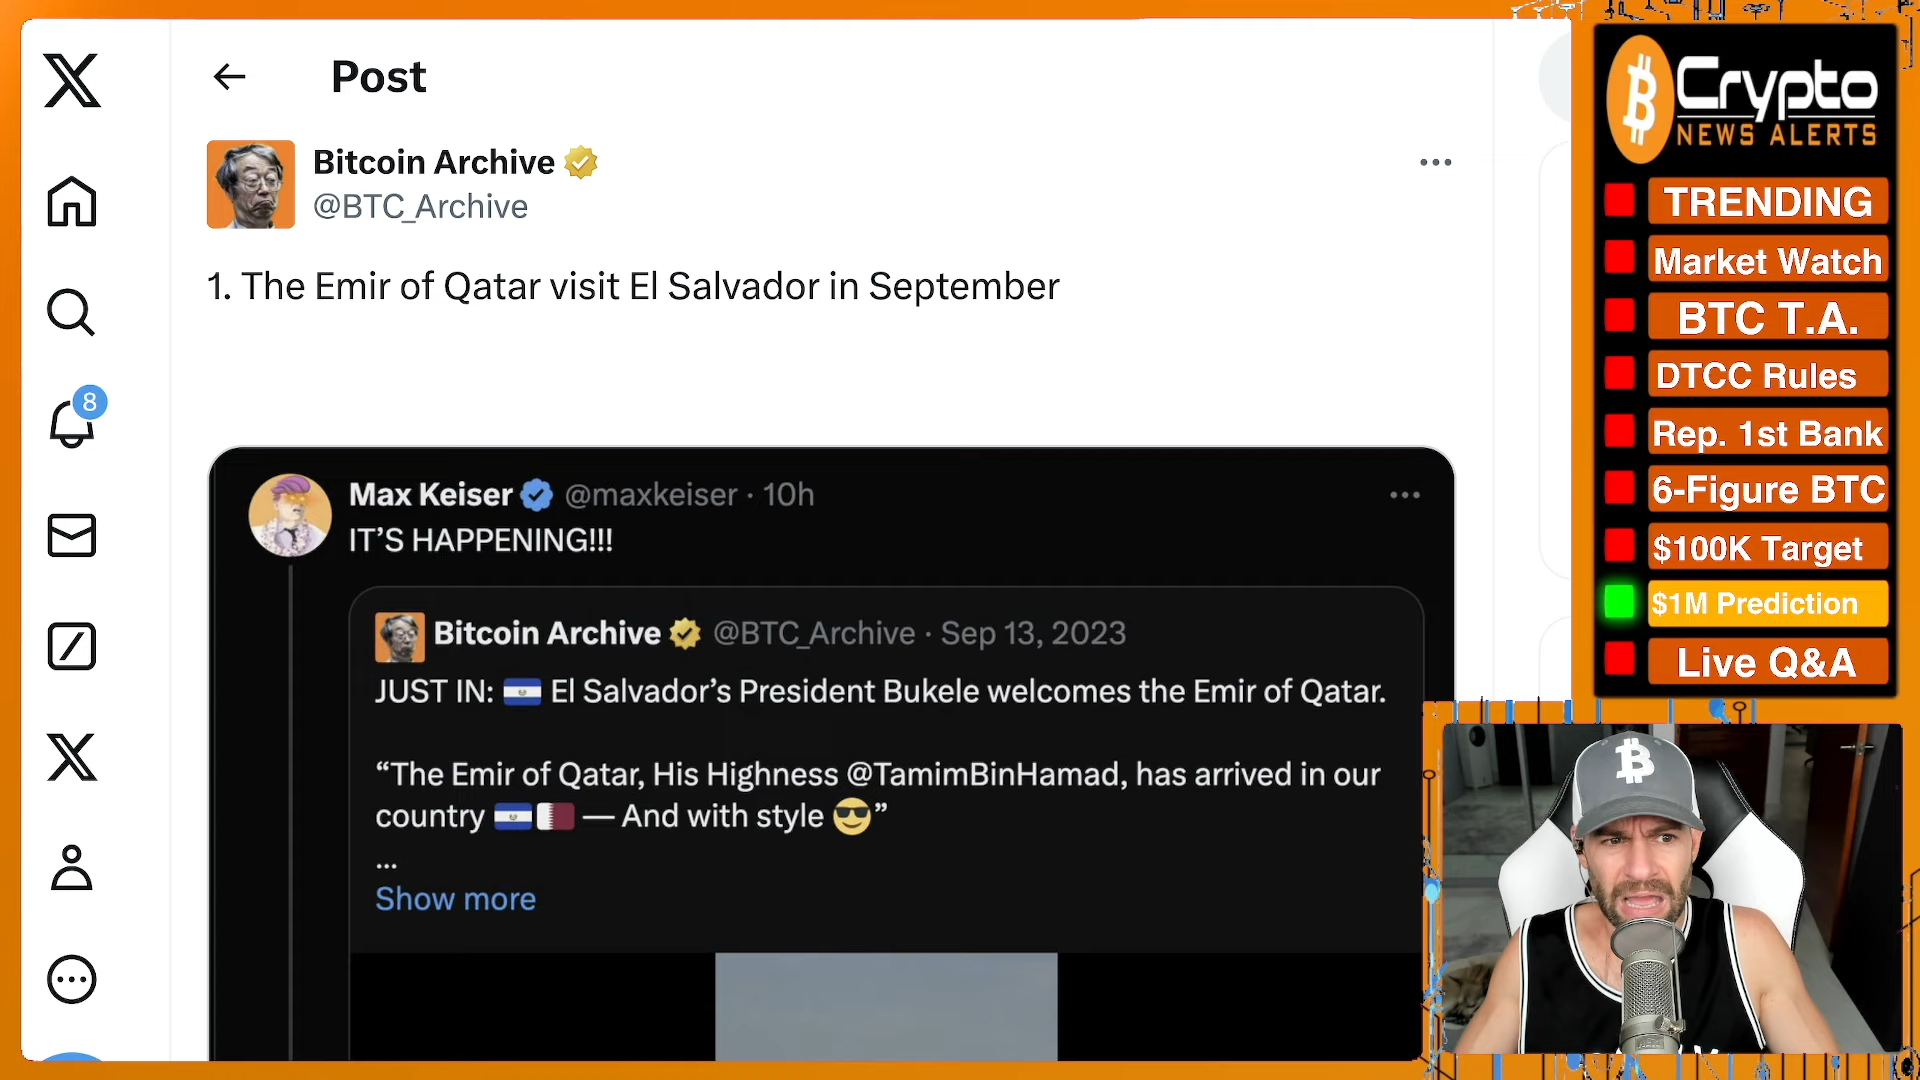 Post
Bitcoin Archive
@BTC_Archive
1. The Emir of Qatar visit El Salvador in September
8
Max Keiser @maxkeiser · 10h
IT’S HAPPENING!!!
Bitcoin Archive @BTC_Archive · Sep 13, 2023
JUST IN: 🇸🇻 El Salvador’s President Bukele welcomes the Emir of Qatar.
“The Emir of Qatar, His Highness @TamimBinHamad, has arrived in our
country 🇸🇻🇶🇦 — And with style 😎”
...
Show more
Crypto
NEWS ALERTS
TRENDING
Market Watch
BTC T.A.
DTCC Rules
Rep. 1st Bank
6-Figure BTC
$100K Target
$1M Prediction
Live Q&A